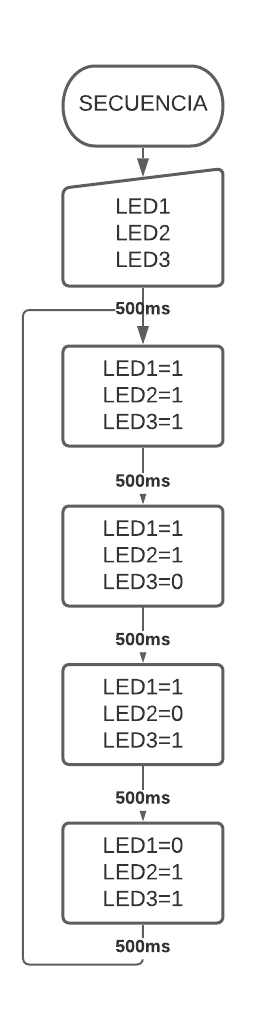 SECUENCIA
LED1
LED2
LED3
500ms
LED1=1
LED2=1
LED3=1
500ms
LED1=1
LED2=1
LED3=0
500ms
LED1=1
LED2=0
LED3=1
500ms
LED1=0
LED2=1
LED3=1
500ms